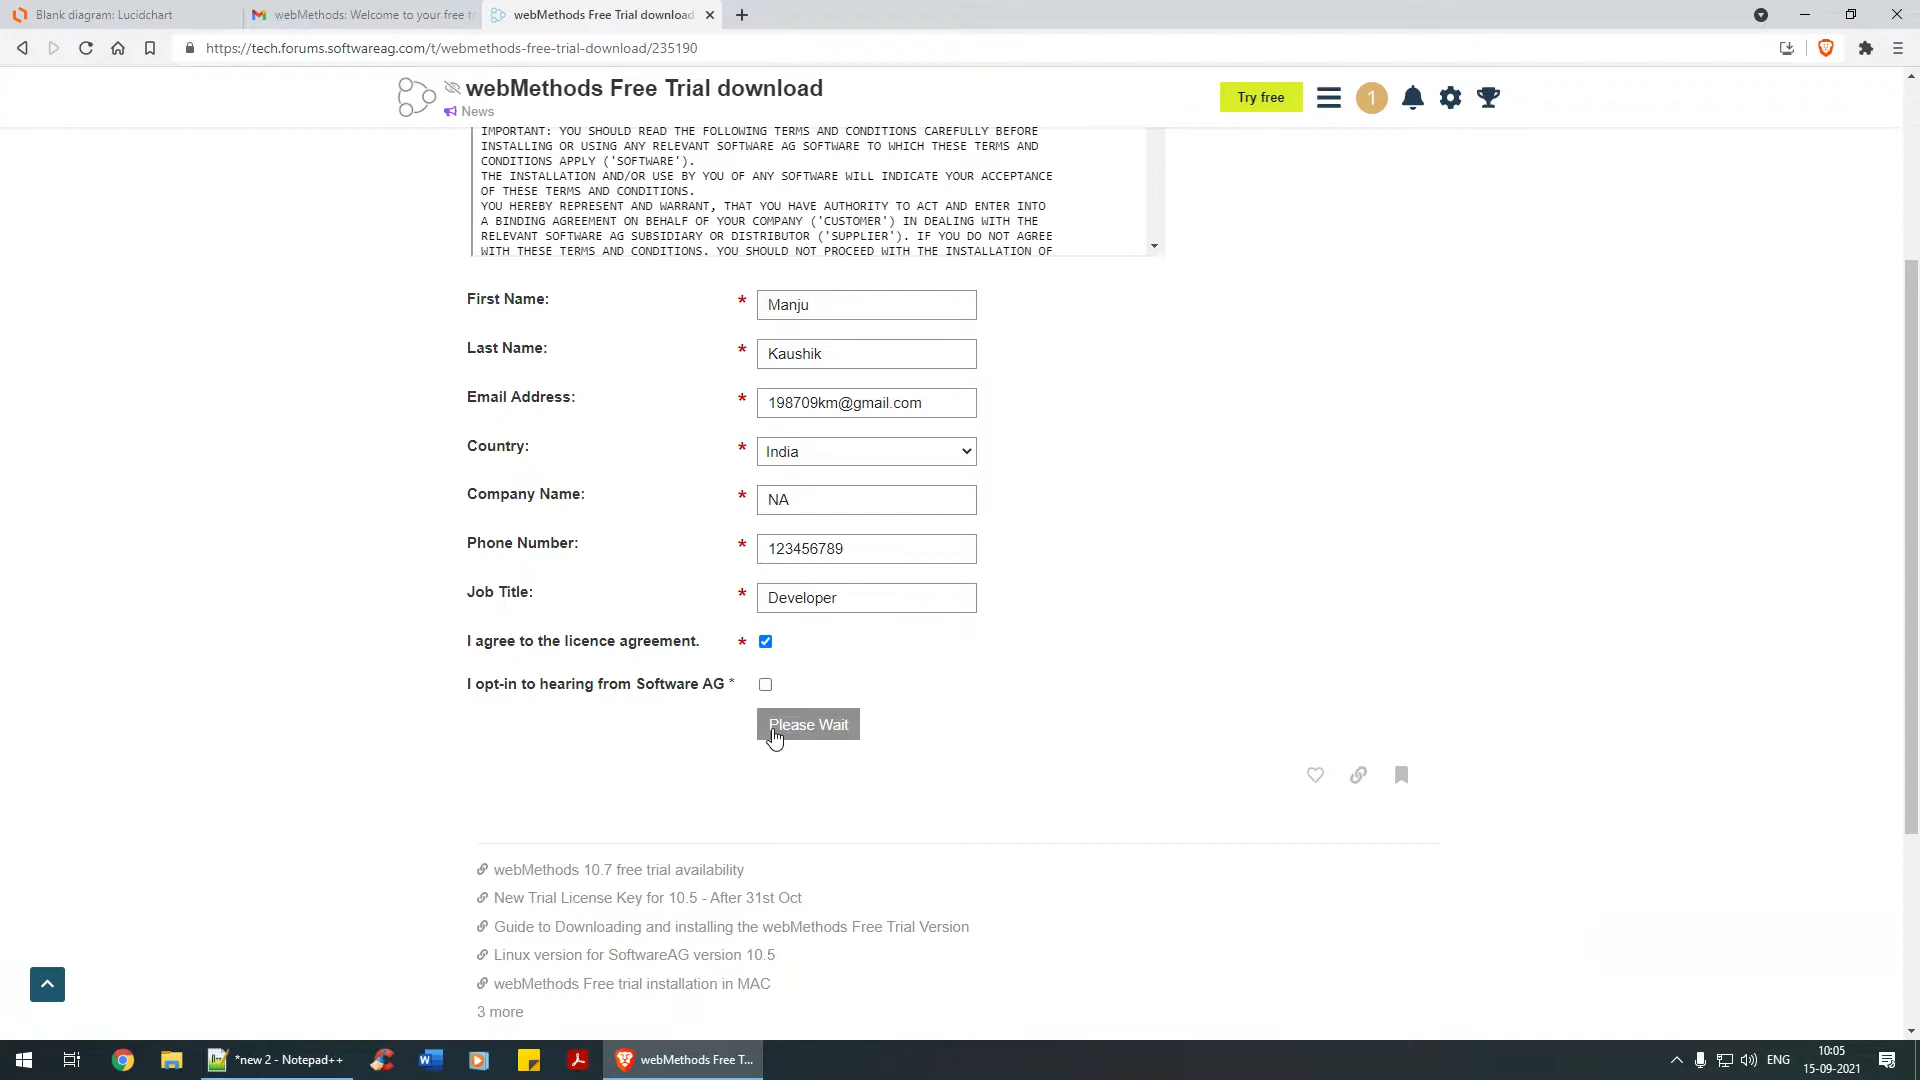 Blank diagram: Lucidchart
webMethods: Welcome to your free tr
webMethods Free Trial download
https://tech.forums.softwareag.com/t/webmethods-free-trial-download/235190
webMethods Free Trial download
News
Try free
1
IMPORTANT: YOU SHOULD READ THE FOLLOWING TERMS AND CONDITIONS CAREFULLY BEFORE
INSTALLING OR USING ANY RELEVANT SOFTWARE AG SOFTWARE TO WHICH THESE TERMS AND
CONDITIONS APPLY ('SOFTWARE').
THE INSTALLATION AND/OR USE BY YOU OF ANY SOFTWARE WILL INDICATE YOUR ACCEPTANCE
OF THESE TERMS AND CONDITIONS.
YOU HEREBY REPRESENT AND WARRANT, THAT YOU HAVE AUTHORITY TO ACT AND ENTER INTO
A BINDING AGREEMENT ON BEHALF OF YOUR COMPANY ('CUSTOMER') IN DEALING WITH THE
RELEVANT SOFTWARE AG SUBSIDIARY OR DISTRIBUTOR ('SUPPLIER'). IF YOU DO NOT AGREE
WITH THESE TERMS AND CONDITIONS, YOU SHOULD NOT PROCEED WITH THE INSTALLATION OF
First Name: * Manju
Last Name: * Kaushik
Email Address: * 198709km@gmail.com
Country: * India
Company Name: * NA
Phone Number: * 123456789
Job Title: * Developer
I agree to the licence agreement. *
I opt-in to hearing from Software AG *
Please Wait
webMethods 10.7 free trial availability
New Trial License Key for 10.5 - After 31st Oct
Guide to Downloading and installing the webMethods Free Trial Version
Linux version for SoftwareAG version 10.5
webMethods Free trial installation in MAC
3 more
*new 2 - Notepad++
webMethods Free T...
ENG
10:05
15-09-2021